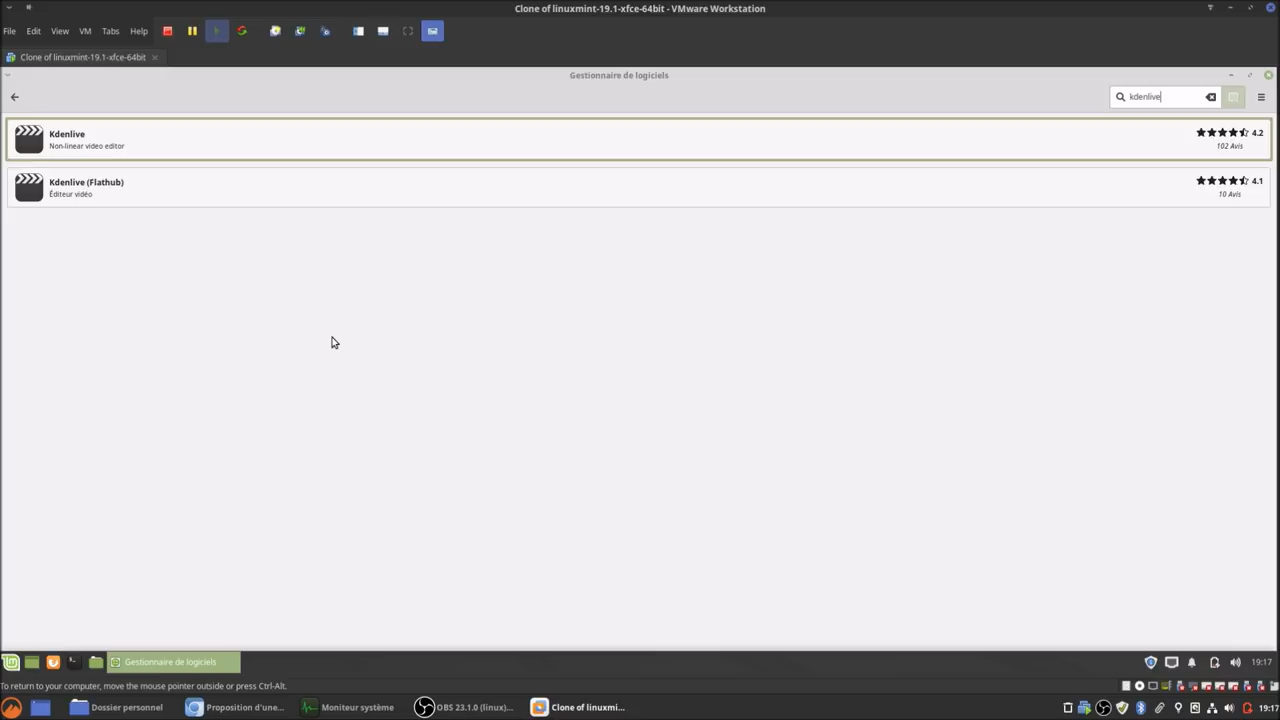 Clone of linuxmint-19.1-xfce-64bit - VMware Workstation
File Edit View VM Tabs Help
Clone of linuxmint-19.1-xfce-64bit
Gestionnaire de logiciels
kdenlive
Kdenlive
Non-linear video editor
4.2
102 Avis
Kdenlive (Flathub)
Éditeur vidéo
4.1
10 Avis
Gestionnaire de logiciels
19:17
To return to your computer, move the mouse pointer outside or press Ctrl-Alt.
Dossier personnel
Proposition d'une...
Moniteur système
OBS 23.1.0 (linux)...
Clone of linuxmi...
19:17